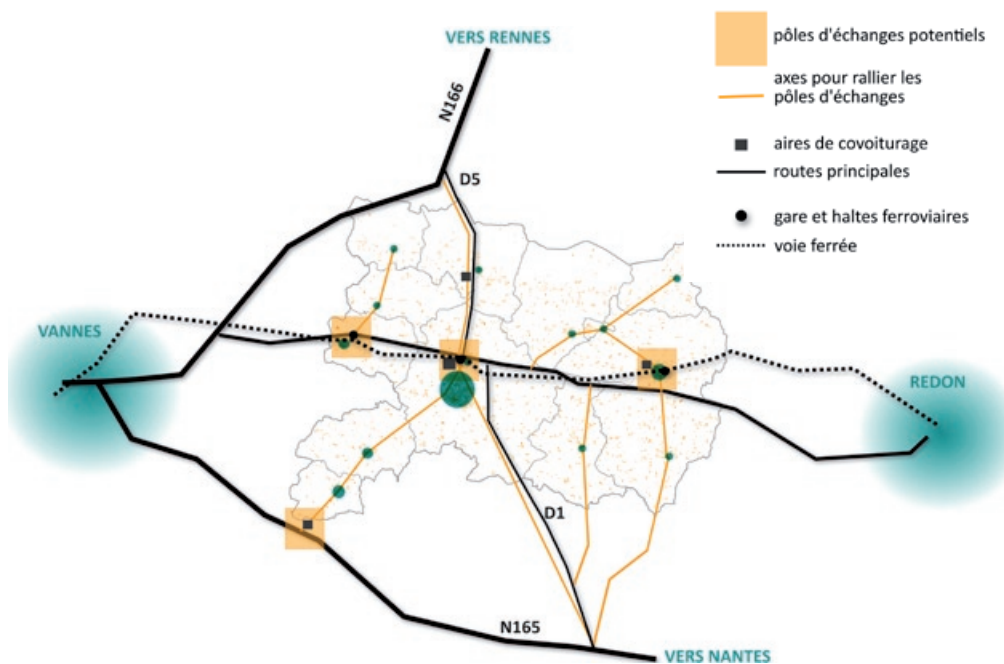 VERS RENNES
N166
D5
VANNES
REDON
D1
N165
VERS NANTES
pôles d'échanges potentiels
axes pour rallier les
pôles d'échanges
aires de covoiturage
routes principales
gare et haltes ferroviaires
voie ferrée